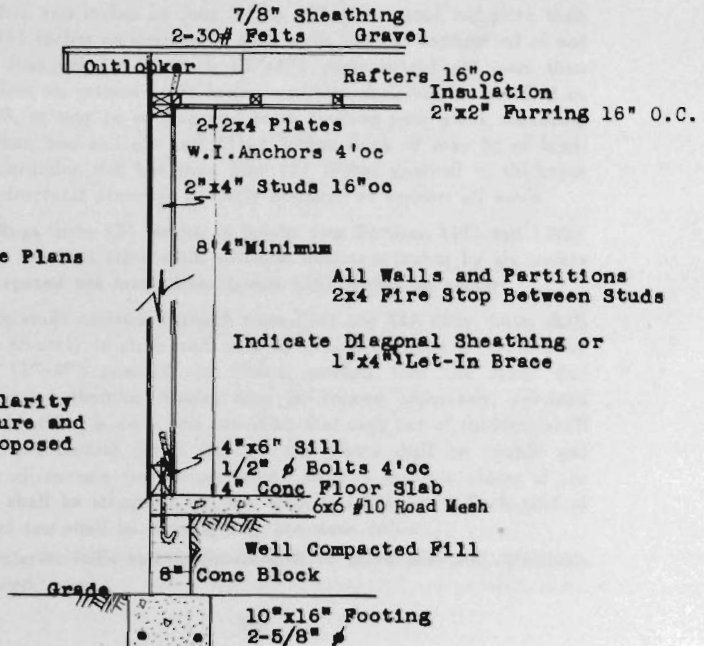 7/8" Sheathing
2-30# Felts Gravel
Outlooker
Rafters 16"oc
Insulation
2"x2" Furring 16" O.C.
2-2x4 Plates
W.I.Anchors 4'oc
2"x4" Studs 16"oc
8'4"Minimum
e Plans
All Walls and Partitions
2x4 Fire Stop Between Studs
Indicate Diagonal Sheathing or
1"x4" Let-In Brace
larity
ure and
oposed
4"x6" Sill
1/2" ϕ Bolts 4'oc
4" Conc Floor Slab
6x6 #10 Road Mesh
Well Compacted Fill
8" Conc Block
Grade
10"x16" Footing
2-5/8" ϕ